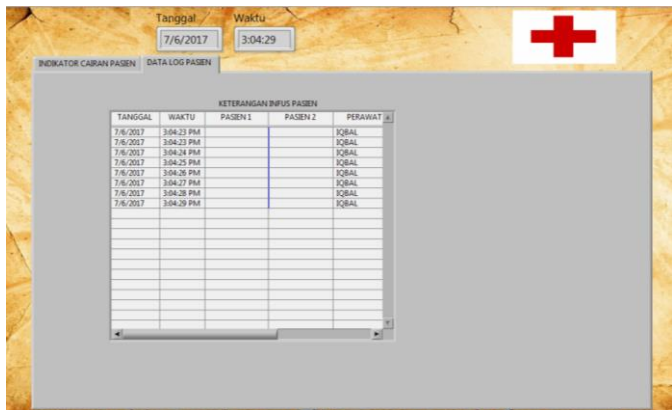 Tanggal Waktu
7/6/2017 3:04:29
INDIKATOR CAIRAN PASIEN DATA LOG PASIEN
KETERANGAN INFUS PASIEN
TANGGAL WAKTU PASIEN 1 PASIEN 2 PERAWAT
7/6/2017 3:04:23 PM IQBAL
7/6/2017 3:04:23 PM IQBAL
7/6/2017 3:04:24 PM IQBAL
7/6/2017 3:04:25 PM IQBAL
7/6/2017 3:04:26 PM IQBAL
7/6/2017 3:04:27 PM IQBAL
7/6/2017 3:04:28 PM IQBAL
7/6/2017 3:04:29 PM IQBAL